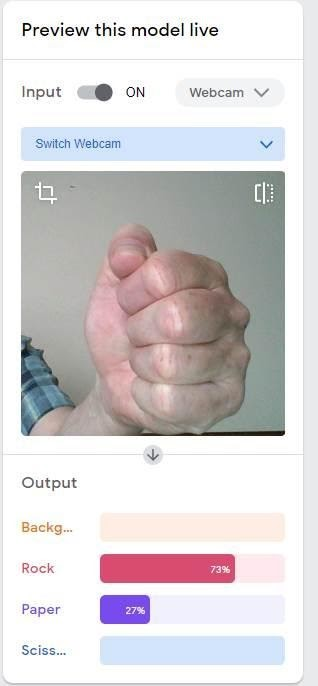 Preview this model live
Input ON Webcam
Switch Webcam
Output
Backg...
Rock 73%
Paper 27%
Sciss...